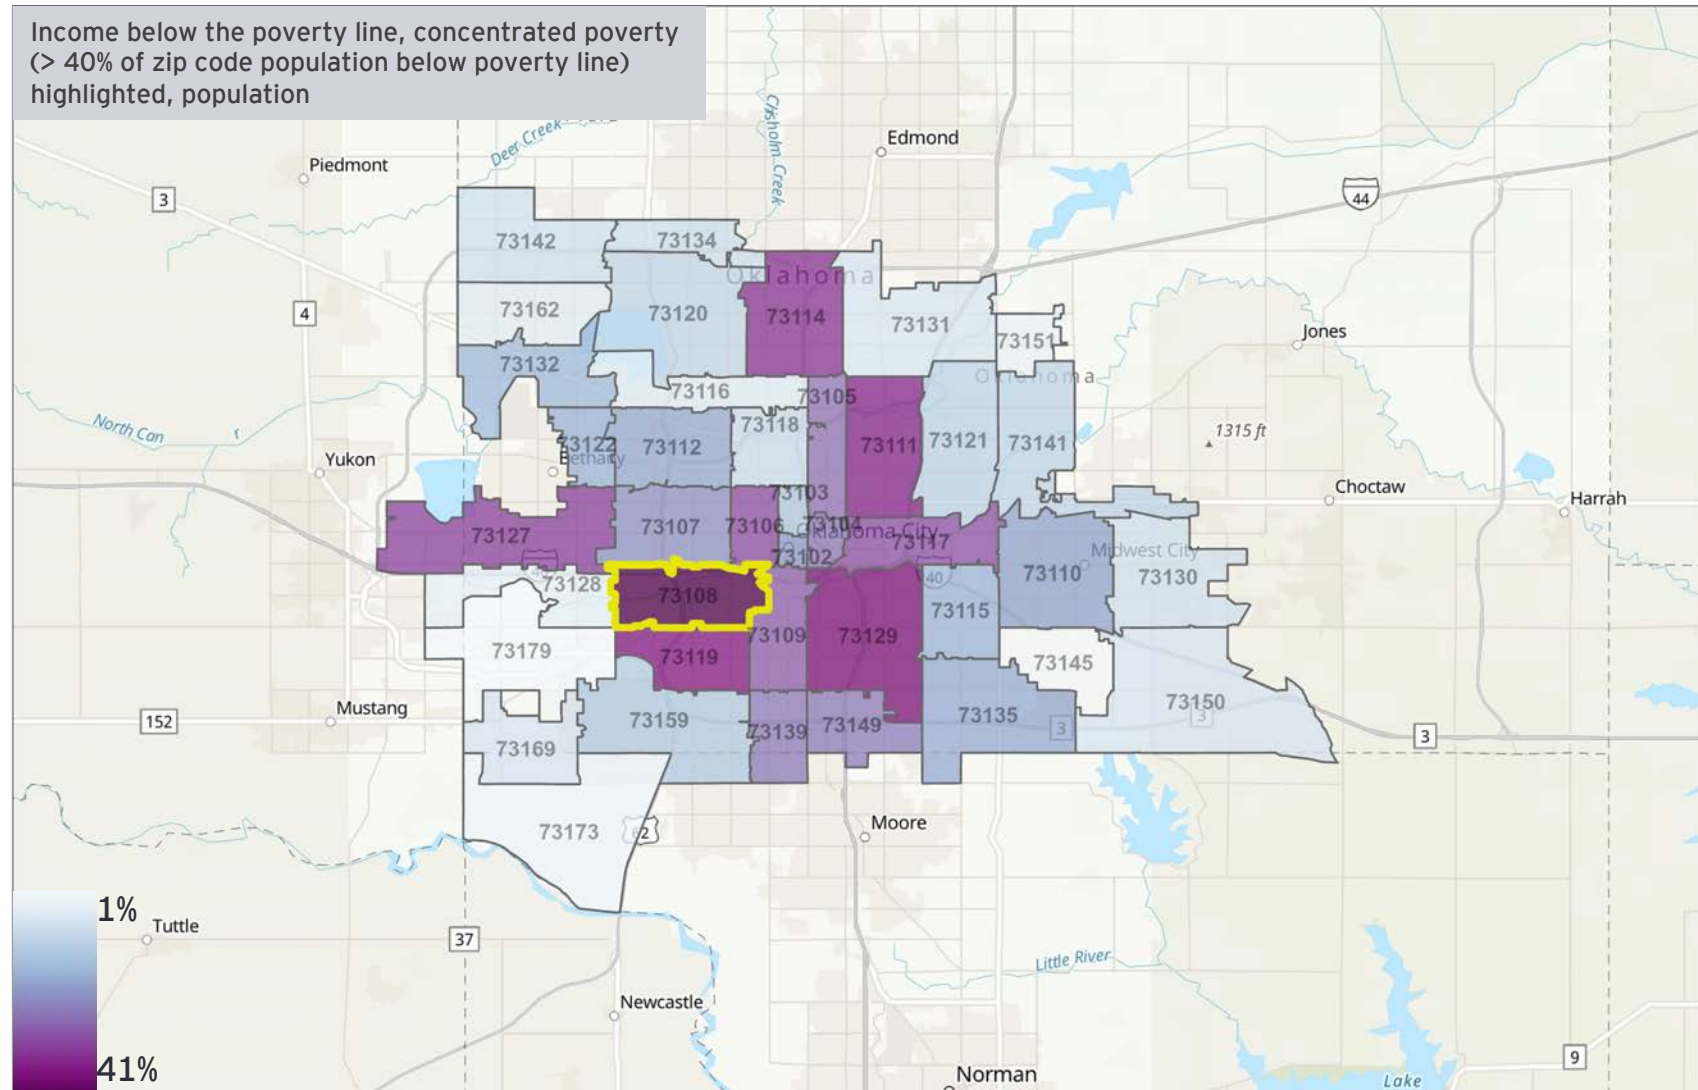 Income below the poverty line, concentrated poverty
(> 40% of zip code population below poverty line)
highlighted, population
Deer Creek
Chisholm Creek
Edmond
Piedmont
3
44
73142
73134
Oklahoma
4
73162
73120
73114
73131
73151
Jones
73132
73116
73105
Oklahoma
North Can
r
73118
73122
73112
73111
73121
73141
1315 ft
Yukon
Bethany
Choctaw
Harrah
73103
73127
73107
73106
73104
Oklahoma City
73117
73102
Midwest City
40
73128
73108
40
73110
73130
73115
73109
73129
73179
73119
73145
Mustang
152
73159
73139
73149
73135
3
73150
3
3
73169
73173
62
Moore
1%
Tuttle
37
Little River
Newcastle
41%
9
Norman
Lake